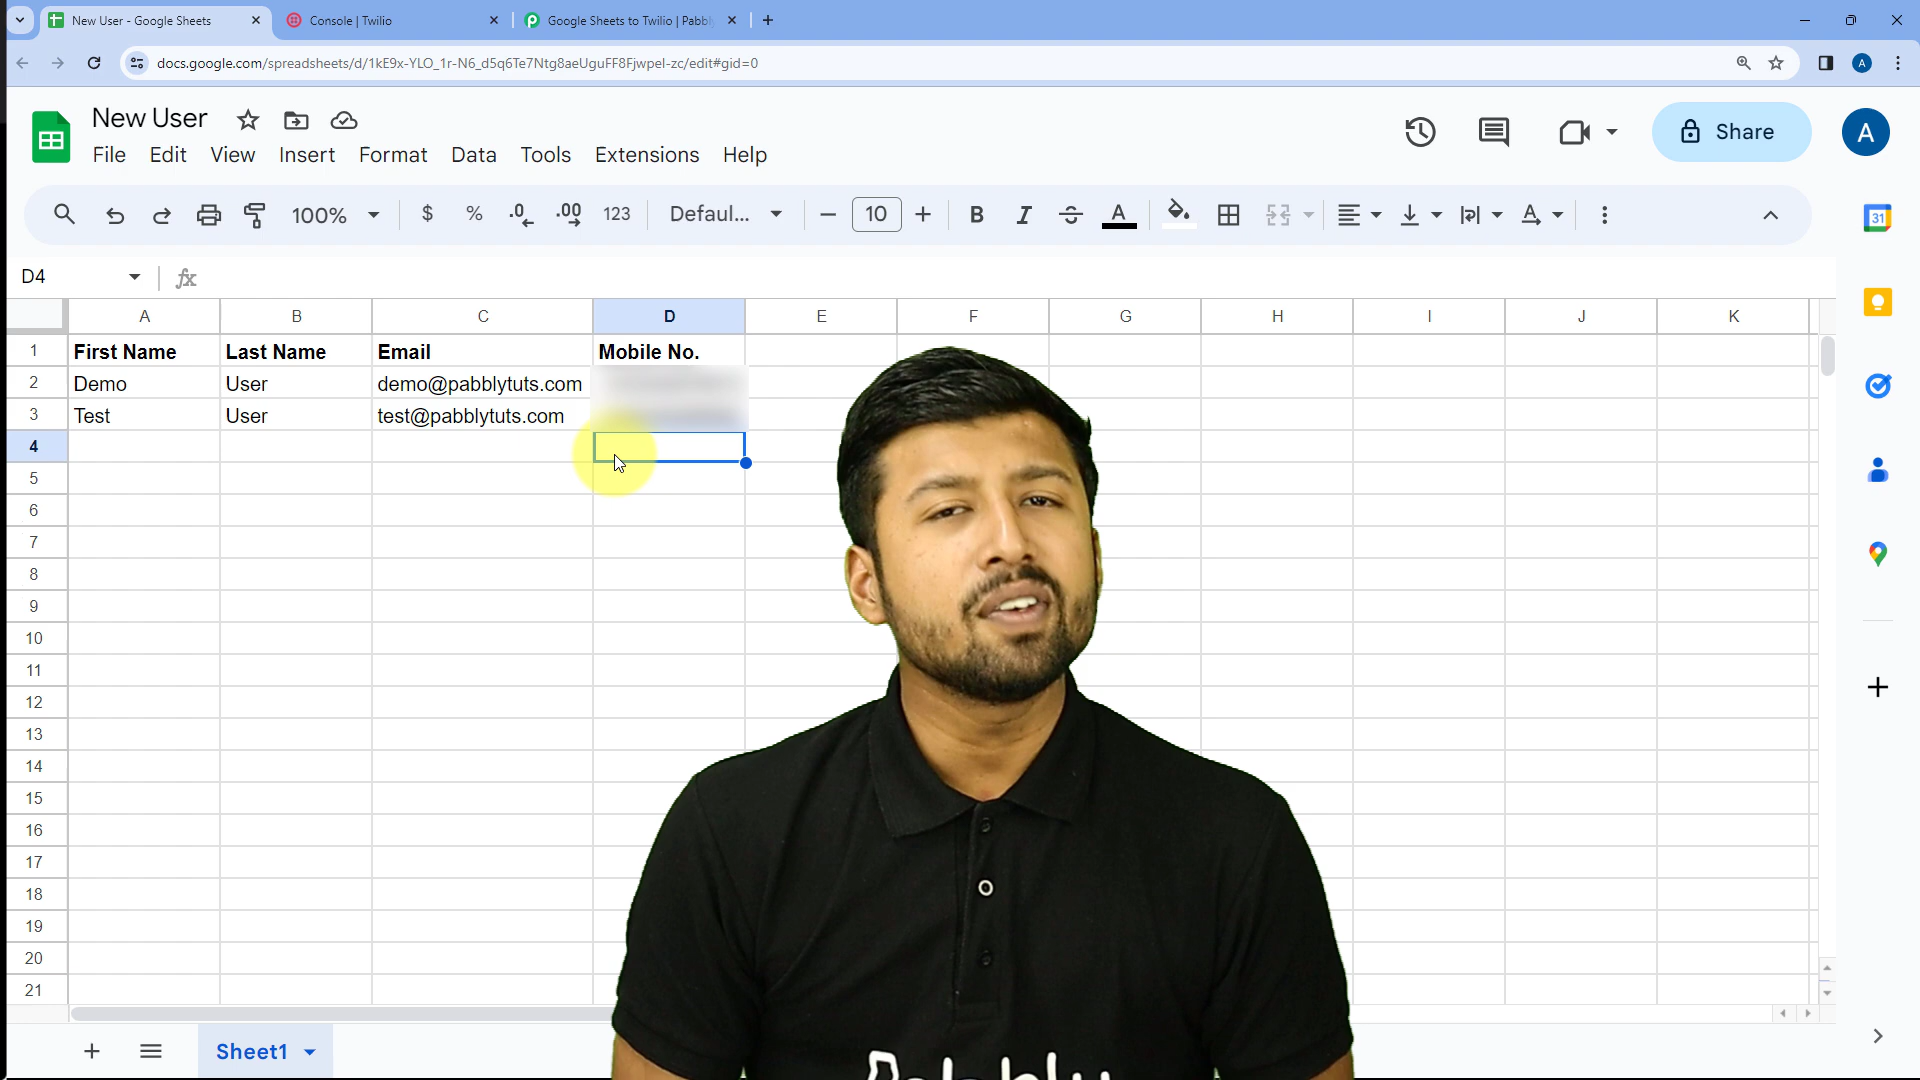 New User - Google Sheets
Console | Twilio
Google Sheets to Twilio | Pabbl
docs.google.com/spreadsheets/d/1kE9x-YLO_1r-N6_d5q6Te7Ntg8aeUguFF8Fjwpel-zc/edit#gid=0
A
New User
File Edit View Insert Format Data Tools Extensions Help
Share
A
100%
$ % .0 .00 123
Defaul...
10
B I A A
31
D4
fx
A B C D E F G H I J K
1 First Name Last Name Email Mobile No.
2 Demo User demo@pabblytuts.com
3 Test User test@pabblytuts.com
4
5
6
7
8
9
10
11
12
13
14
15
16
17
18
19
20
21
Sheet1
Pabbly